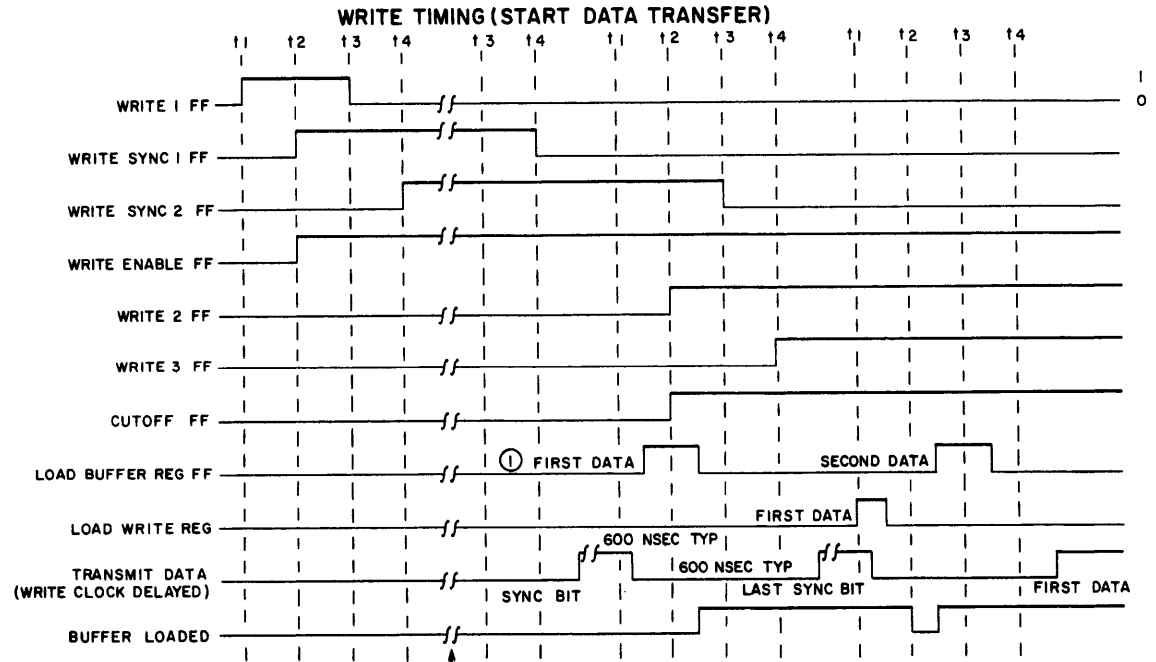 WRITE TIMING (START DATA TRANSFER)
t1 t2 t3 t4 t3 t4 t1 t2 t3 t4 t1 t2 t3 t4
WRITE 1 FF
1
0
WRITE SYNC 1 FF
WRITE SYNC 2 FF
WRITE ENABLE FF
WRITE 2 FF
WRITE 3 FF
CUTOFF FF
LOAD BUFFER REG FF
1 FIRST DATA
SECOND DATA
LOAD WRITE REG
FIRST DATA
TRANSMIT DATA
(WRITE CLOCK DELAYED)
SYNC BIT
600 NSEC TYP
600 NSEC TYP
LAST SYNC BIT
FIRST DATA
BUFFER LOADED